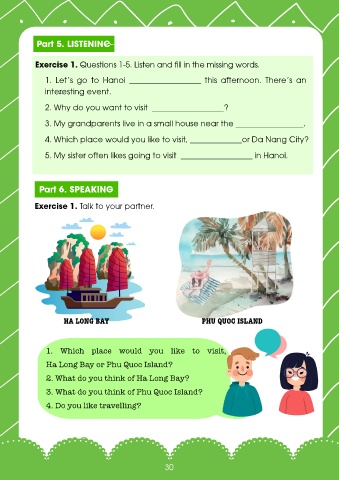 Part 5. LISTENING
Exercise 1. Questions 1-5. Listen and fill in the missing words.
1. Let's go to Hanoi __________________ this afternoon. There's an
interesting event.
2. Why do you want to visit __________________?
3. My grandparents live in a small house near the _________________.
4. Which place would you like to visit, _____________or Da Nang City?
5. My sister often likes going to visit __________________ in Hanoi.
Part 6. SPEAKING
Exercise 1. Talk to your partner.
HA LONG BAY
PHU QUOC ISLAND
1. Which place would you like to visit,
Ha Long Bay or Phu Quoc Island?
2. What do you think of Ha Long Bay?
3. What do you think of Phu Quoc Island?
4. Do you like travelling?
30